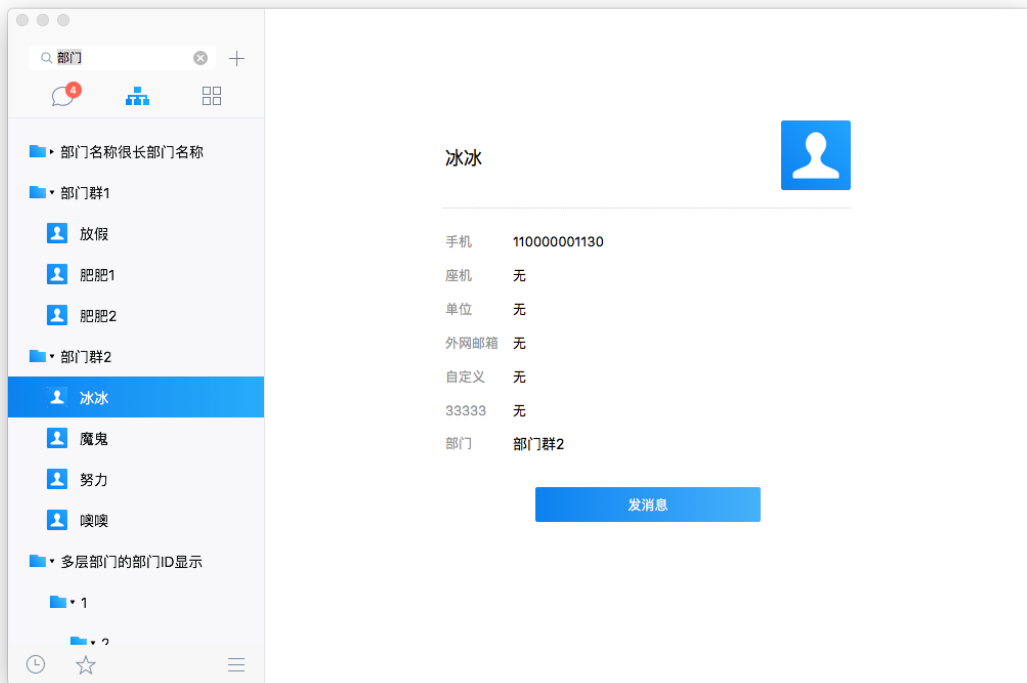 部门
4
部门名称很长部门名称
部门群1
放假
肥肥1
肥肥2
部门群2
冰冰
魔鬼
努力
噢噢
多层部门的部门ID显示
1
2
冰冰
手机 110000001130
座机 无
单位 无
外网邮箱 无
自定义 无
33333 无
部门 部门群2
发消息